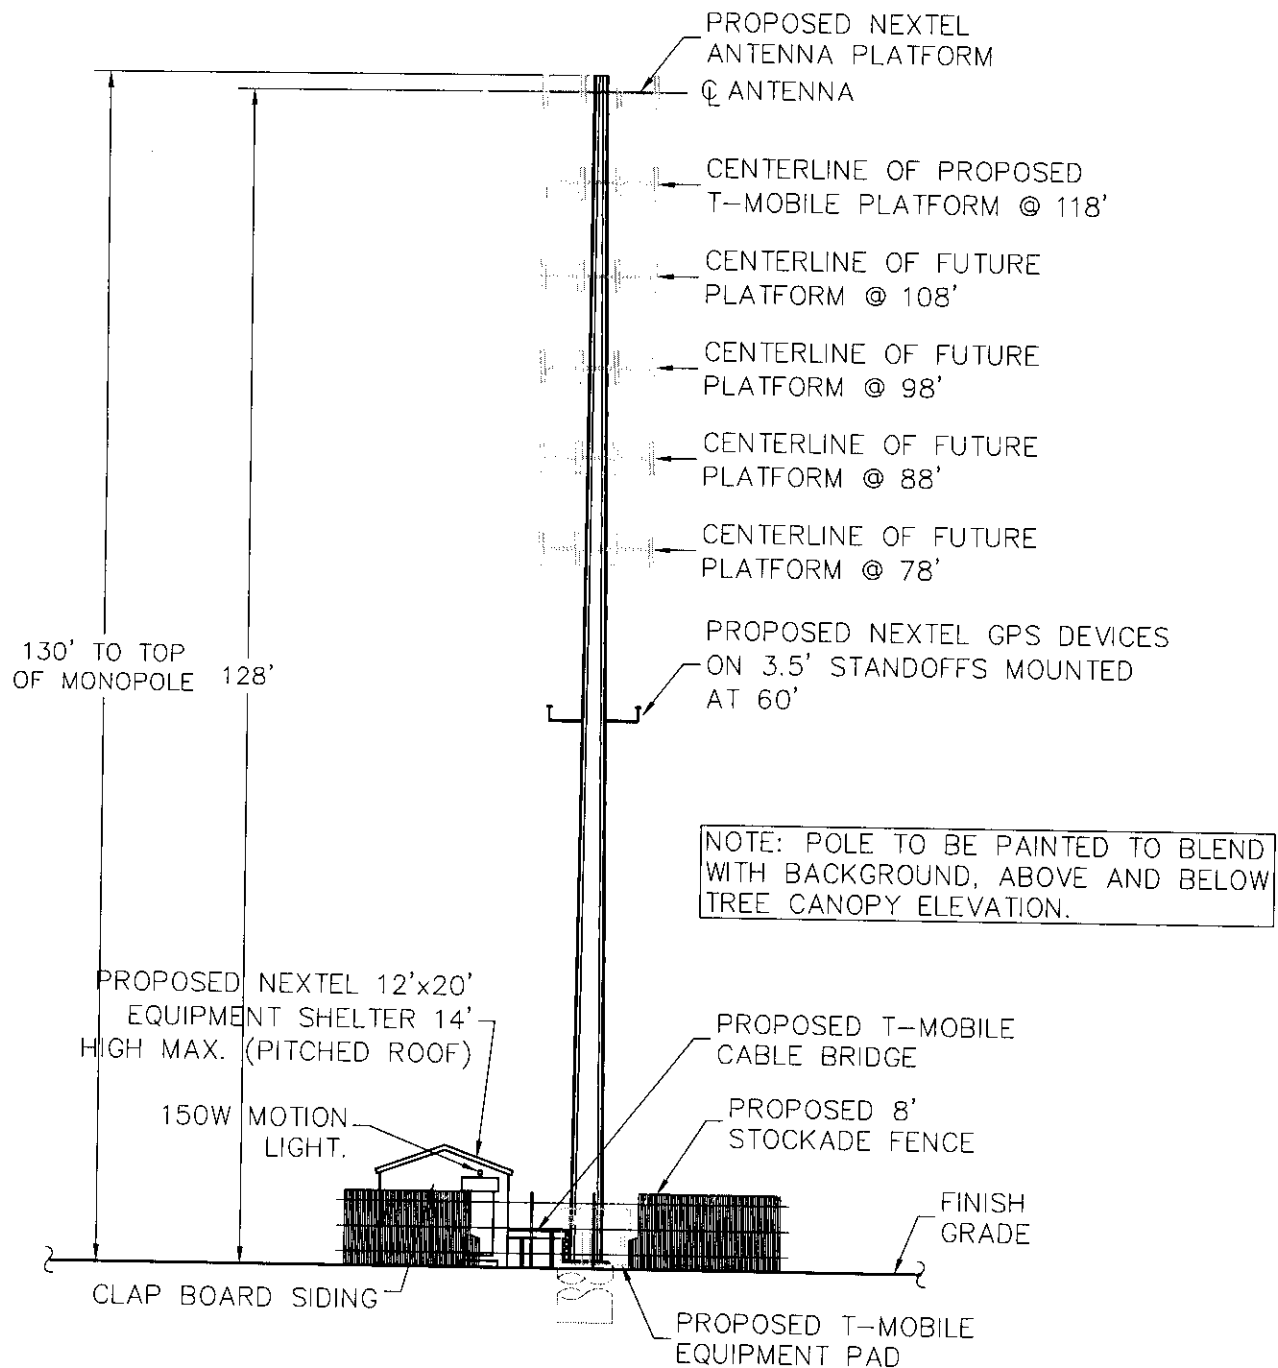 PROPOSED NEXTEL
ANTENNA PLATFORM
℄ ANTENNA
CENTERLINE OF PROPOSED
T-MOBILE PLATFORM @ 118'
CENTERLINE OF FUTURE
PLATFORM @ 108'
CENTERLINE OF FUTURE
PLATFORM @ 98'
CENTERLINE OF FUTURE
PLATFORM @ 88'
CENTERLINE OF FUTURE
PLATFORM @ 78'
PROPOSED NEXTEL GPS DEVICES
ON 3.5' STANDOFFS MOUNTED
AT 60'
130' TO TOP
OF MONOPOLE
128'
NOTE: POLE TO BE PAINTED TO BLEND
WITH BACKGROUND, ABOVE AND BELOW
TREE CANOPY ELEVATION.
PROPOSED NEXTEL 12'x20'
EQUIPMENT SHELTER 14'
HIGH MAX. (PITCHED ROOF)
150W MOTION
LIGHT.
PROPOSED T-MOBILE
CABLE BRIDGE
PROPOSED 8'
STOCKADE FENCE
FINISH
GRADE
CLAP BOARD SIDING
PROPOSED T-MOBILE
EQUIPMENT PAD